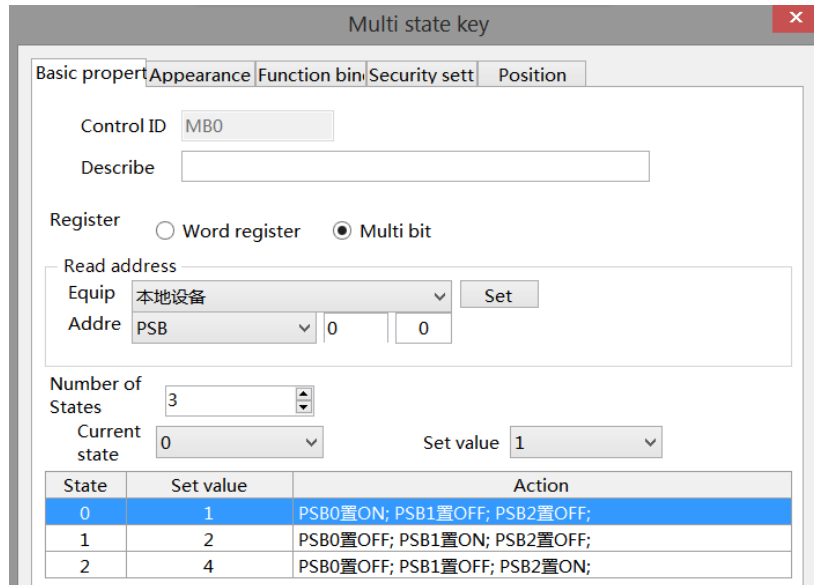 Multi state key
Basic propert Appearance Function bin Security sett Position
Control ID MB0
Describe
Register Word register Multi bit
Read address
Equip 本地设备 Set
Addre PSB 0 0
Number of
States 3
Current
state 0 Set value 1
State Set value Action
0 1 PSB0置ON; PSB1置OFF; PSB2置OFF;
1 2 PSB0置OFF; PSB1置ON; PSB2置OFF;
2 4 PSB0置OFF; PSB1置OFF; PSB2置ON;